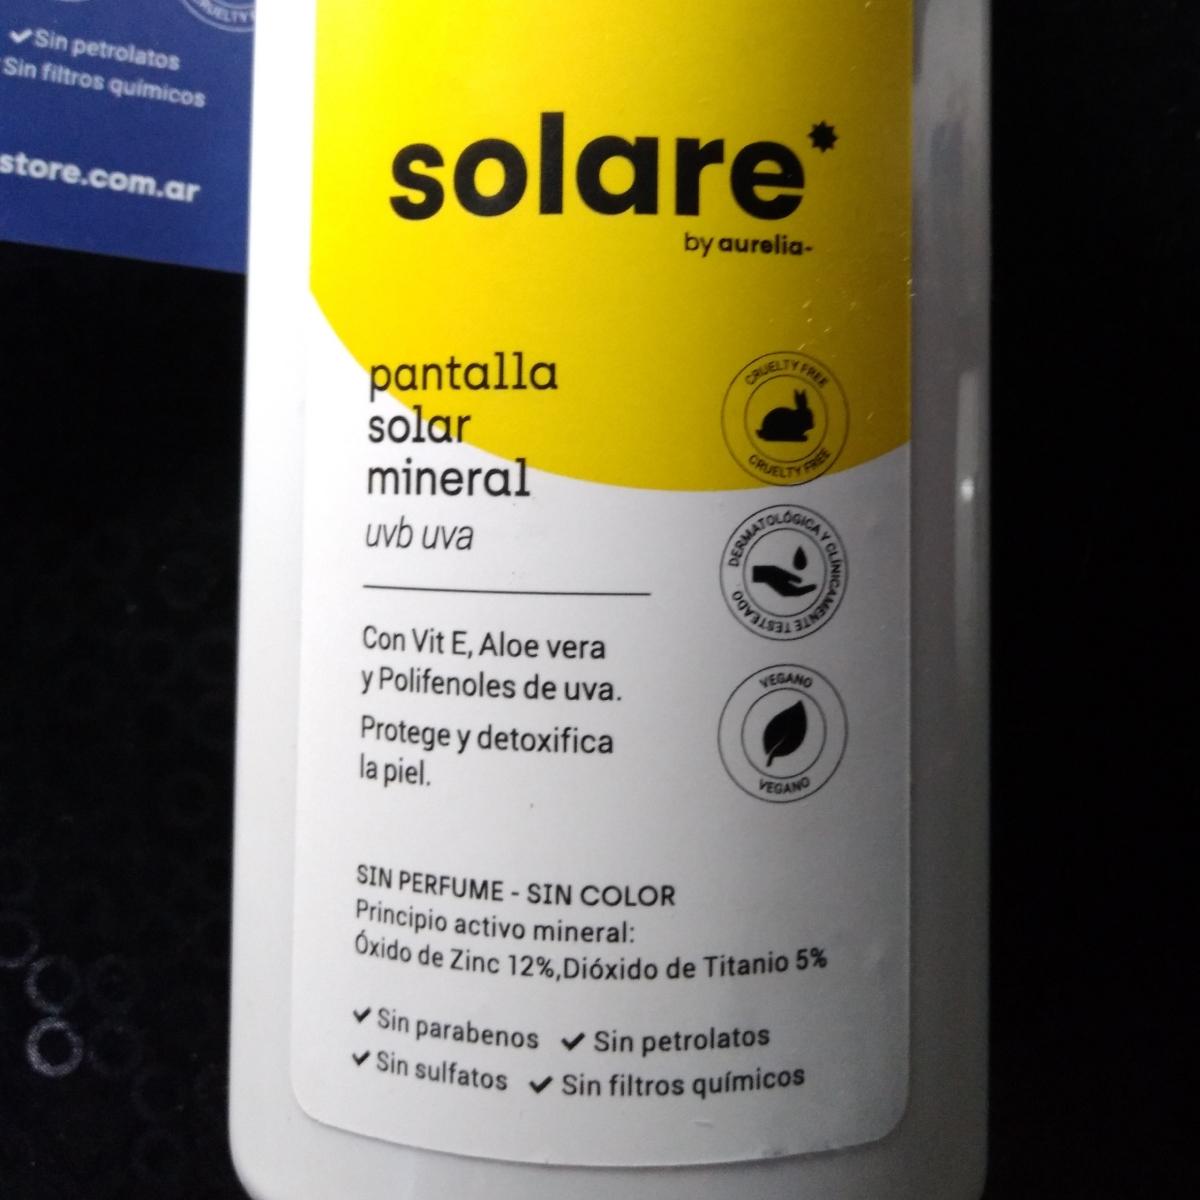 ✓ Sin petrolatos
Sin filtros químicos
store.com.ar
solare*
by aurelia-
pantalla
solar
mineral
uvb uva
CRUELTY FREE
CRUELTY FREE
DERMATOLÓGICA Y CLÍNICAMENTE TESTEADO
VEGANO
VEGANO
Con Vit E, Aloe vera
y Polifenoles de uva.
Protege y detoxifica
la piel.
SIN PERFUME - SIN COLOR
Principio activo mineral:
Óxido de Zinc 12%,Dióxido de Titanio 5%
✓ Sin parabenos ✓ Sin petrolatos
✓ Sin sulfatos ✓ Sin filtros químicos